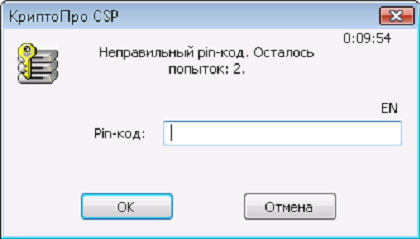 КриптоПро CSP
0:09:54
Неправильный pin-код. Осталось
попыток: 2.
EN
Pin-код:
OK
Отмена